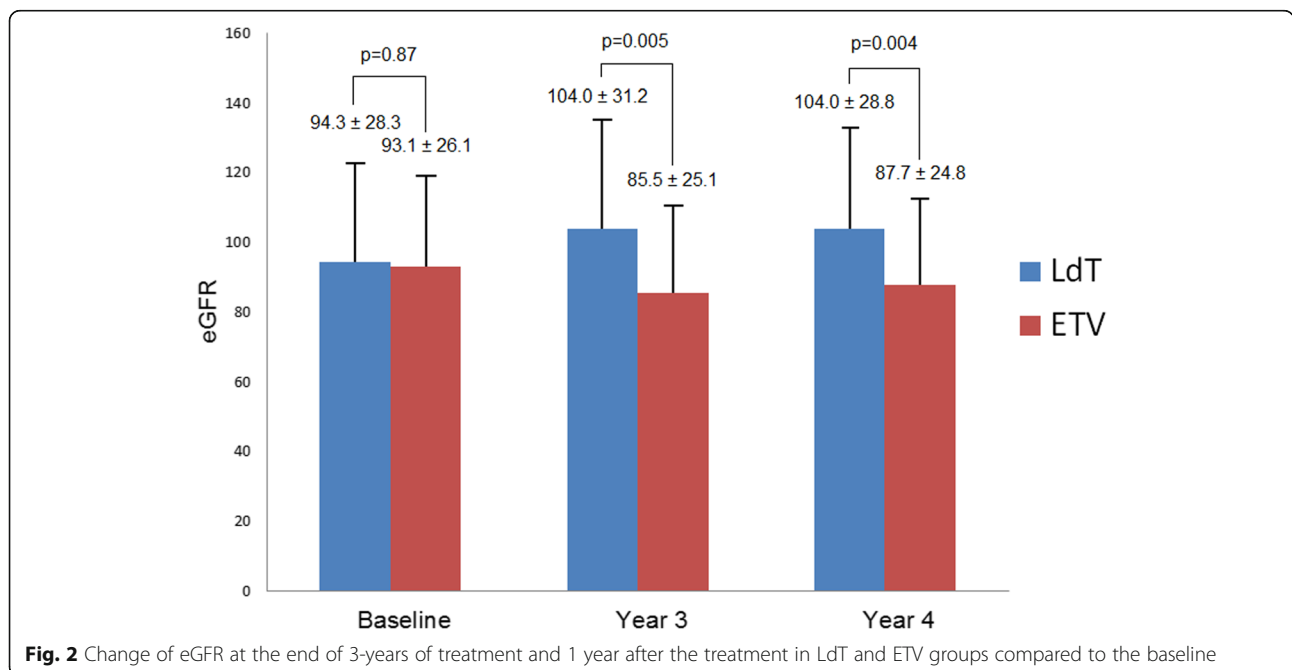 160
140
120
100
80
60
40
20
0
eGFR
p=0.87
94.3 ± 28.3
93.1 ± 26.1
p=0.005
104.0 ± 31.2
85.5 ± 25.1
p=0.004
104.0 ± 28.8
87.7 ± 24.8
LdT
ETV
Baseline
Year 3
Year 4
Fig. 2 Change of eGFR at the end of 3-years of treatment and 1 year after the treatment in LdT and ETV groups compared to the baseline